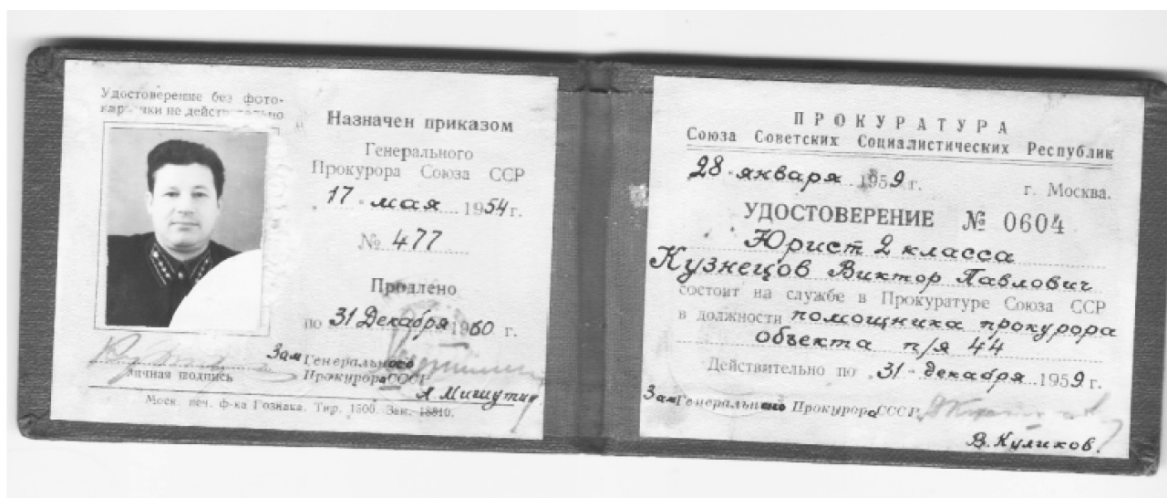 Удостоверение без фото-
карточки не действительно
Назначен приказом
Генерального
Прокурора Союза ССР
17 мая 1954 г.
№ 477
Продлено
по 31 Декабря 1960 г.
Зам Генерального
Прокурора СССР
А Мишутин
личная подпись
Моск. печ. ф-ка Гознака. Тир. 1500. Зак. 18810.
ПРОКУРАТУРА
Союза Советских Социалистических Республик
28 января 1959 г. г. Москва.
УДОСТОВЕРЕНИЕ № 0604
Юрист 2 класса
Кузнецов Виктор Павлович
состоит на службе в Прокуратуре Союза ССР
в должности помощника прокурора
объекта п/я 44
Действительно по 31 декабря 1959 г.
Зам Генерального Прокурора СССР
В. Куликов.